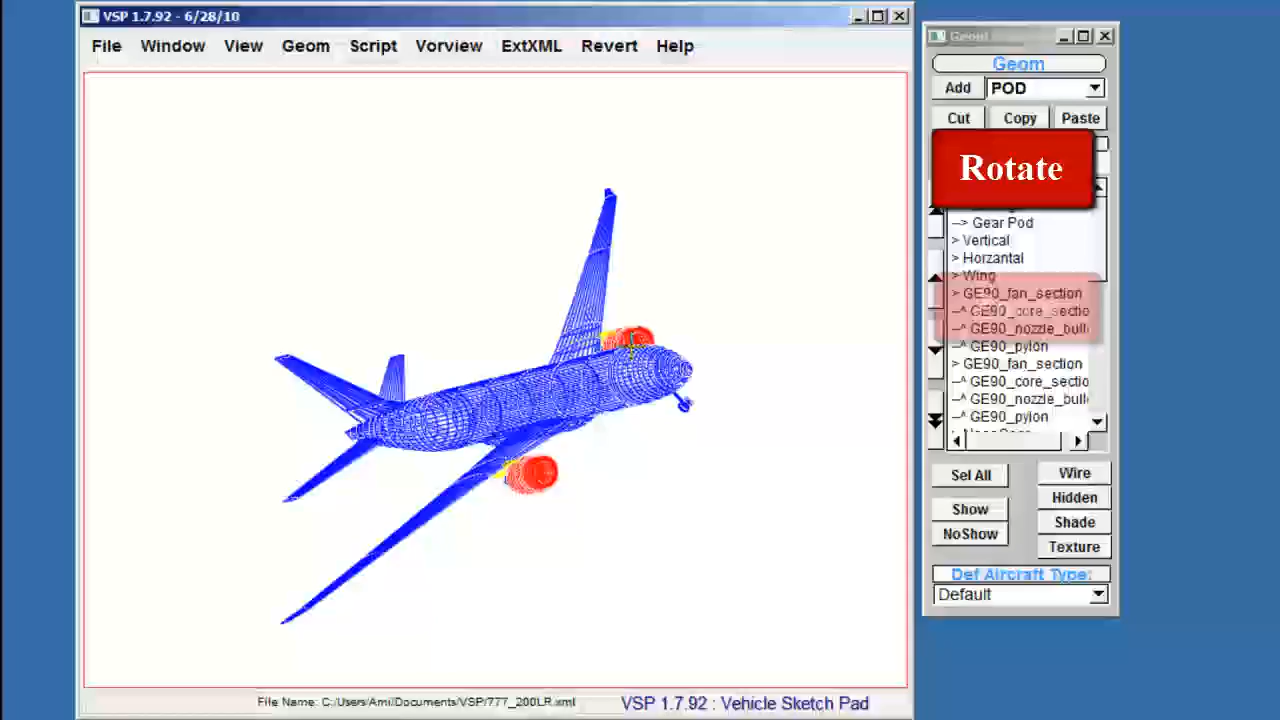 VSP 1.7.92 - 6/28/10
File Window View Geom Script Vorview ExtXML Revert Help
Geom
Geom
Add POD
Cut Copy Paste
Rotate
--> Gear Pod
> Vertical
> Horzantal
> Wing
> GE90_fan_section
--^ GE90_core_sectio
--^ GE90_nozzle_bull
--^ GE90_pylon
> GE90_fan_section
--^ GE90_core_sectio
--^ GE90_nozzle_bull
--^ GE90_pylon
Sel All
Wire
Show
Hidden
NoShow
Shade
Texture
Def Aircraft Type:
Default
File Name: C:/Users/Ami/Documents/VSP/777_200LR.xml
VSP 1.7.92 : Vehicle Sketch Pad